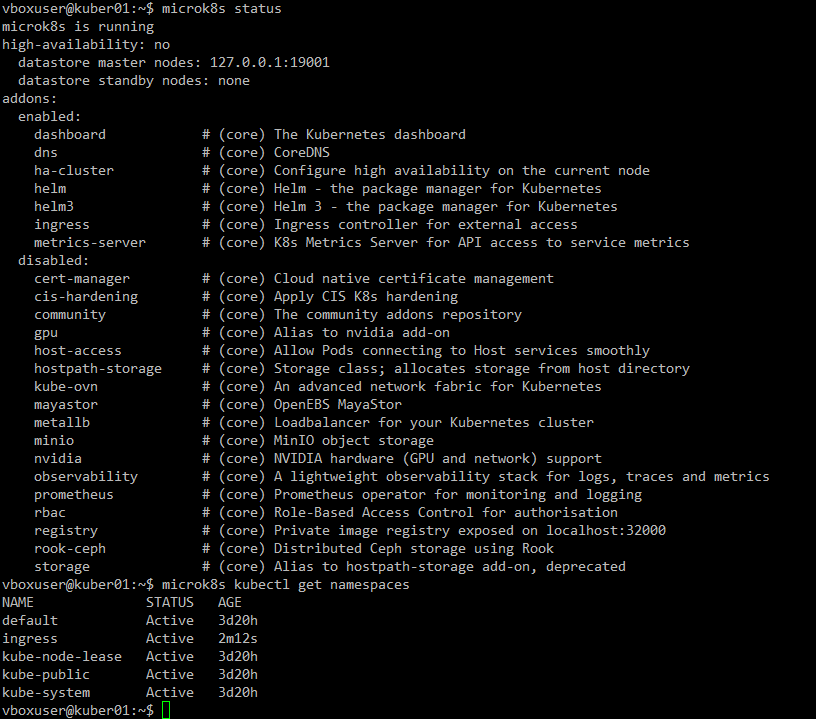 vboxuser@kuber01:~$ microk8s status
microk8s is running
high-availability: no
  datastore master nodes: 127.0.0.1:19001
  datastore standby nodes: none
addons:
  enabled:
    dashboard            # (core) The Kubernetes dashboard
    dns                  # (core) CoreDNS
    ha-cluster           # (core) Configure high availability on the current node
    helm                 # (core) Helm - the package manager for Kubernetes
    helm3                # (core) Helm 3 - the package manager for Kubernetes
    ingress              # (core) Ingress controller for external access
    metrics-server       # (core) K8s Metrics Server for API access to service metrics
  disabled:
    cert-manager         # (core) Cloud native certificate management
    cis-hardening        # (core) Apply CIS K8s hardening
    community            # (core) The community addons repository
    gpu                  # (core) Alias to nvidia add-on
    host-access          # (core) Allow Pods connecting to Host services smoothly
    hostpath-storage     # (core) Storage class; allocates storage from host directory
    kube-ovn             # (core) An advanced network fabric for Kubernetes
    mayastor             # (core) OpenEBS MayaStor
    metallb              # (core) Loadbalancer for your Kubernetes cluster
    minio                # (core) MinIO object storage
    nvidia               # (core) NVIDIA hardware (GPU and network) support
    observability        # (core) A lightweight observability stack for logs, traces and metrics
    prometheus           # (core) Prometheus operator for monitoring and logging
    rbac                 # (core) Role-Based Access Control for authorisation
    registry             # (core) Private image registry exposed on localhost:32000
    rook-ceph            # (core) Distributed Ceph storage using Rook
    storage              # (core) Alias to hostpath-storage add-on, deprecated
vboxuser@kuber01:~$ microk8s kubectl get namespaces
NAME              STATUS   AGE
default           Active   3d20h
ingress           Active   2m12s
kube-node-lease   Active   3d20h
kube-public       Active   3d20h
kube-system       Active   3d20h
vboxuser@kuber01:~$